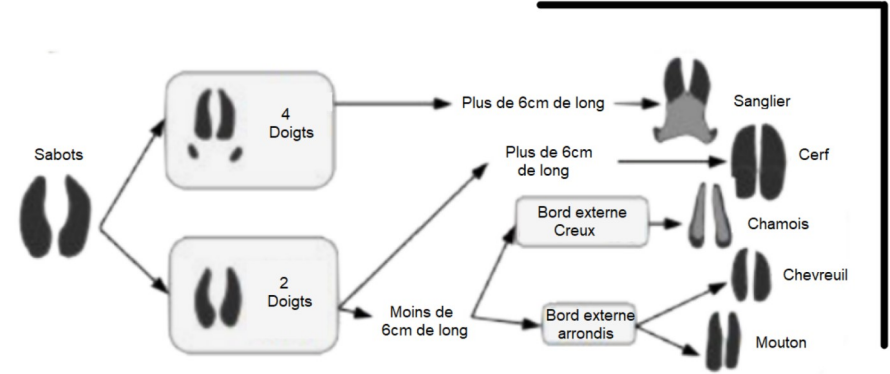 Sabots
4
Doigts
Plus de 6cm de long
Sanglier
2
Doigts
Plus de 6cm
de long
Cerf
Moins de
6cm de long
Bord externe
Creux
Chamois
Bord externe
arrondis
Chevreuil
Mouton